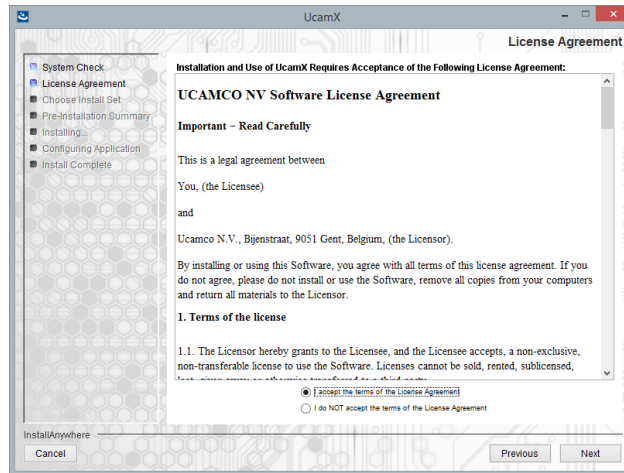 UcamX
License Agreement
System Check
License Agreement
Choose Install Set
Pre-Installation Summary
Installing...
Configuring Application
Install Complete
Installation and Use of UcamX Requires Acceptance of the Following License Agreement:
UCAMCO NV Software License Agreement
Important – Read Carefully
This is a legal agreement between
You, (the Licensee)
and
Ucamco N.V., Bijenstraat, 9051 Gent, Belgium, (the Licensor).
By installing or using this Software, you agree with all terms of this license agreement. If you
do not agree, please do not install or use the Software, remove all copies from your computers
and return all materials to the Licensor.
1. Terms of the license
1.1. The Licensor hereby grants to the Licensee, and the Licensee accepts, a non-exclusive,
non-transferable license to use the Software. Licenses cannot be sold, rented, sublicensed,
I accept the terms of the License Agreement
I do NOT accept the terms of the License Agreement
InstallAnywhere
Cancel
Previous
Next